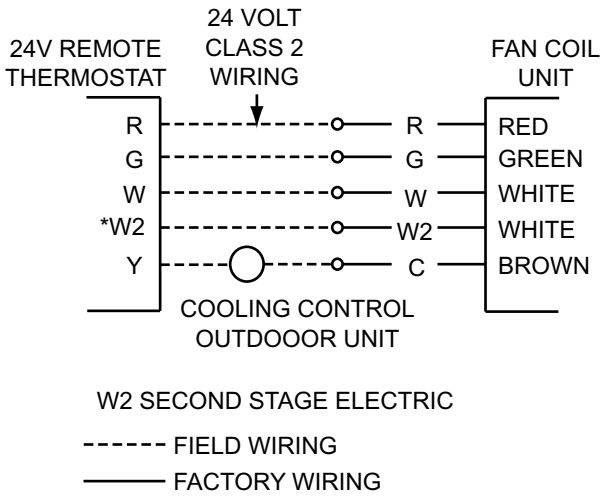 24 VOLT
CLASS 2
WIRING
24V REMOTE
THERMOSTAT
FAN COIL
UNIT
R R RED
G G GREEN
W W WHITE
*W2 W2 WHITE
Y C BROWN
COOLING CONTROL
OUTDOOOR UNIT
W2 SECOND STAGE ELECTRIC
FIELD WIRING
FACTORY WIRING